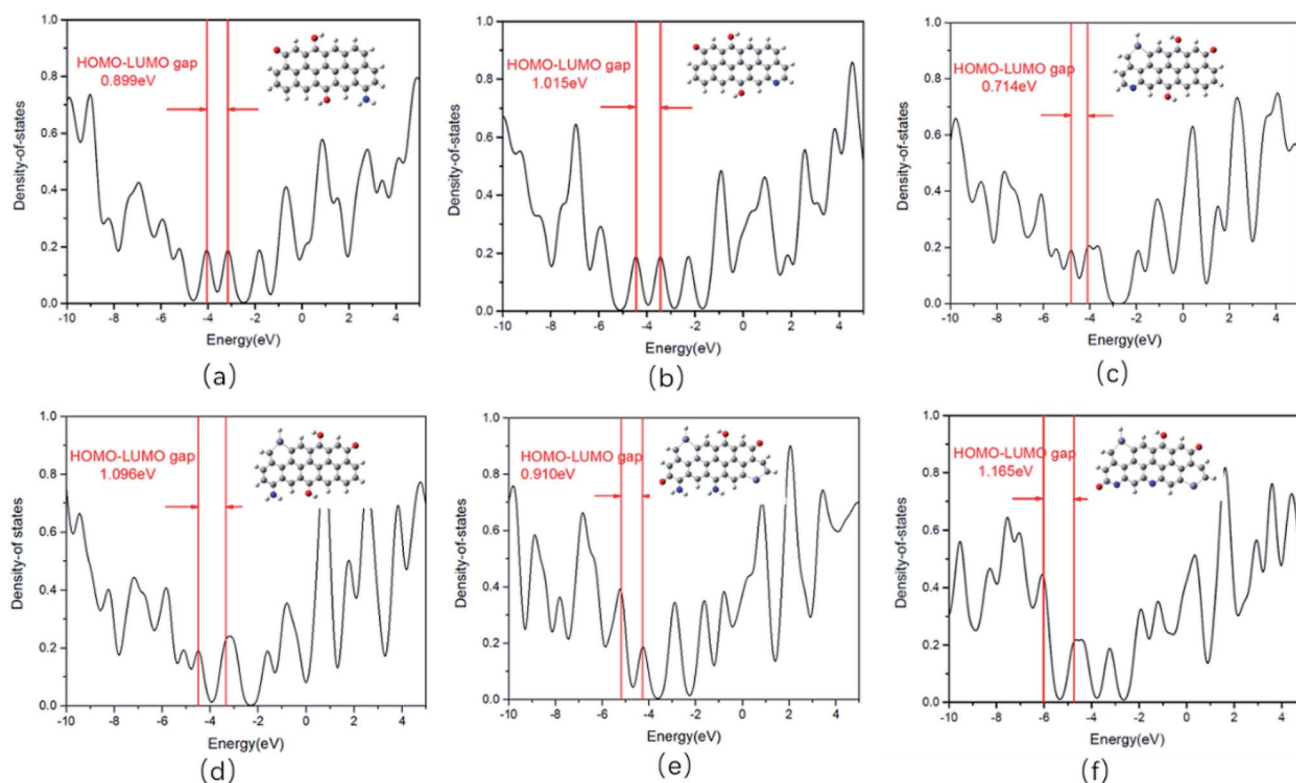 1.0
0.8
0.6
0.4
0.2
0.0
Density-of-states
HOMO-LUMO gap
0.899eV
-10 -8 -6 -4 -2 0 2 4
Energy(eV)
(a)
1.0
0.8
0.6
0.4
0.2
0.0
Density-of-states
HOMO-LUMO gap
1.015eV
-10 -8 -6 -4 -2 0 2 4
Energy(eV)
(b)
1.0
0.8
0.6
0.4
0.2
0.0
Density-of-states
HOMO-LUMO gap
0.714eV
-10 -8 -6 -4 -2 0 2 4
Energy(eV)
(c)
1.0
0.8
0.6
0.4
0.2
0.0
Density-of states
HOMO-LUMO gap
1.096eV
-10 -8 -6 -4 -2 0 2 4
Energy(eV)
(d)
1.0
0.8
0.6
0.4
0.2
0.0
Density-of-states
HOMO-LUMO gap
0.910eV
-10 -8 -6 -4 -2 0 2 4
Energy(eV)
(e)
1.0
0.8
0.6
0.4
0.2
0.0
Density-of-states
HOMO-LUMO gap
1.165eV
-10 -8 -6 -4 -2 0 2 4
Energy(eV)
(f)